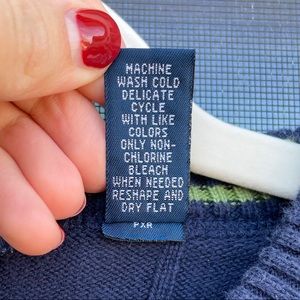 MACHINE
WASH COLD
DELICATE
CYCLE
WITH LIKE
COLORS
ONLY NON-
CHLORINE
BLEACH
WHEN NEEDED
RESHAPE AND
DRY FLAT
PXR